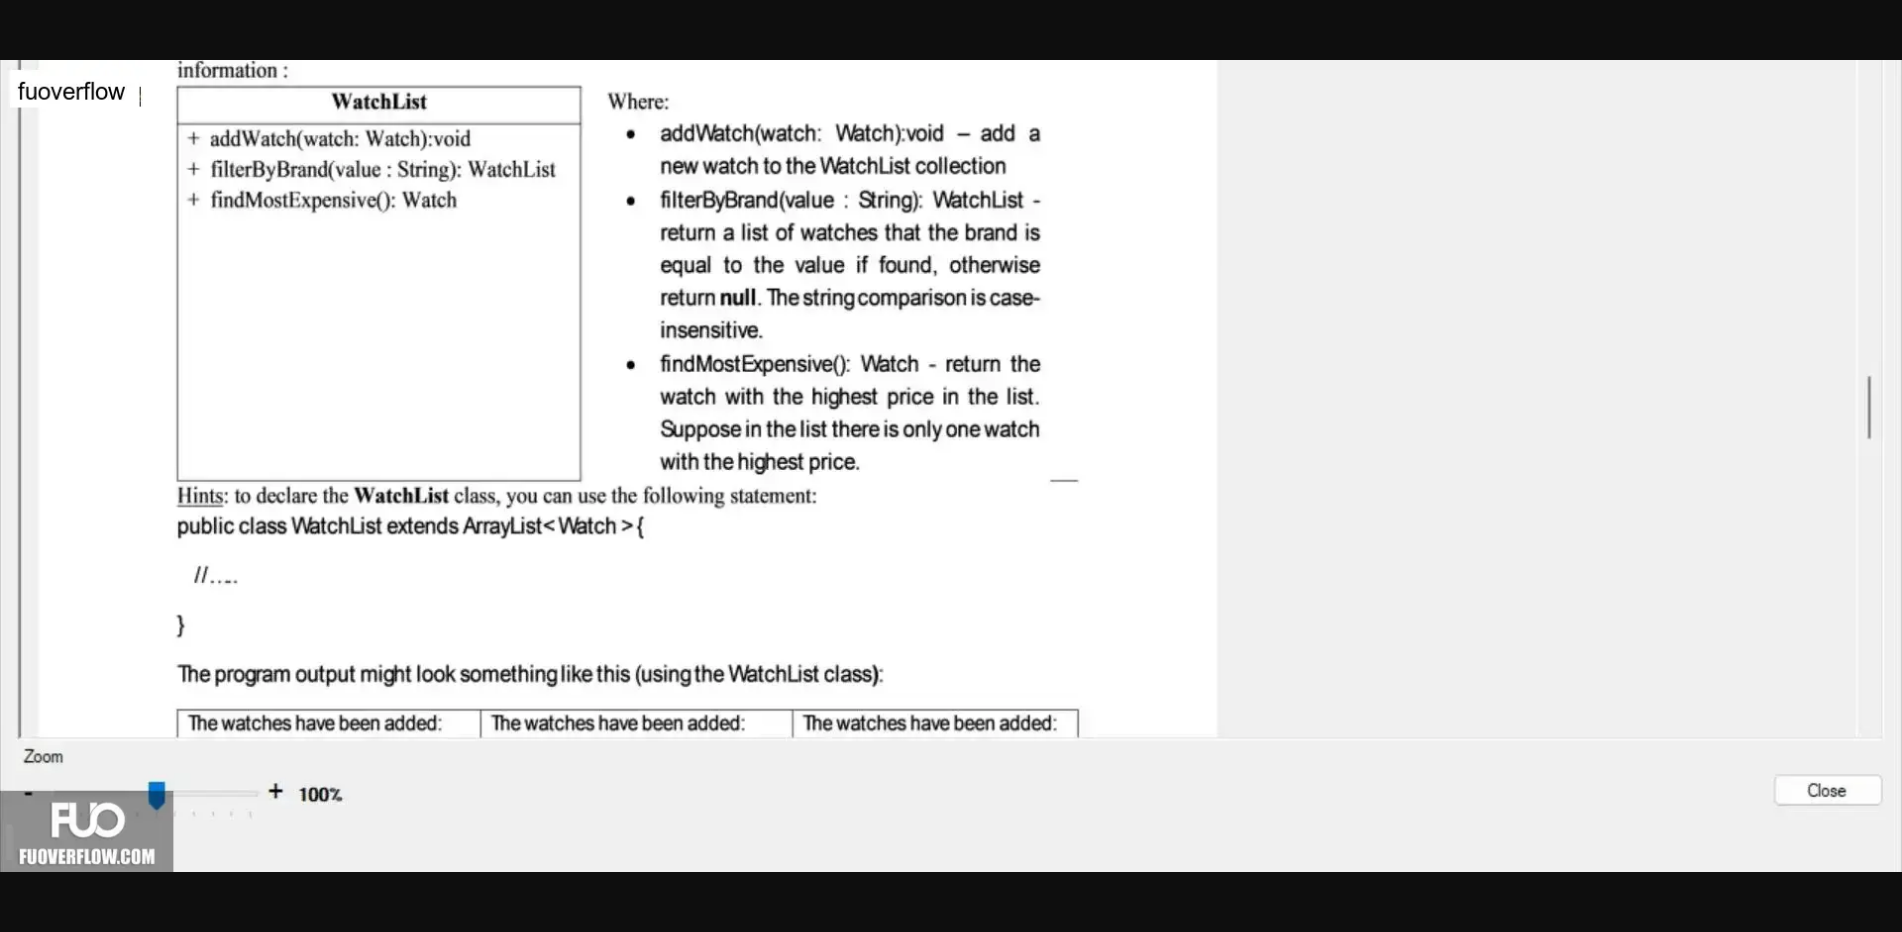 information :
fuoverflow
WatchList
+ addWatch(watch: Watch):void
+ filterByBrand(value : String): WatchList
+ findMostExpensive(): Watch
Where:
• addWatch(watch: Watch):void – add a
new watch to the WatchList collection
• filterByBrand(value : String): WatchList -
return a list of watches that the brand is
equal to the value if found, otherwise
return null. The string comparison is case-
insensitive.
• findMostExpensive(): Watch - return the
watch with the highest price in the list.
Suppose in the list there is only one watch
with the highest price.
Hints: to declare the WatchList class, you can use the following statement:
public class WatchList extends ArrayList< Watch >{
//.....
}
The program output might look something like this (using the WatchList class):
The watches have been added: The watches have been added: The watches have been added:
Zoom
- + 100%
Close
FUO
FUOVERFLOW.COM